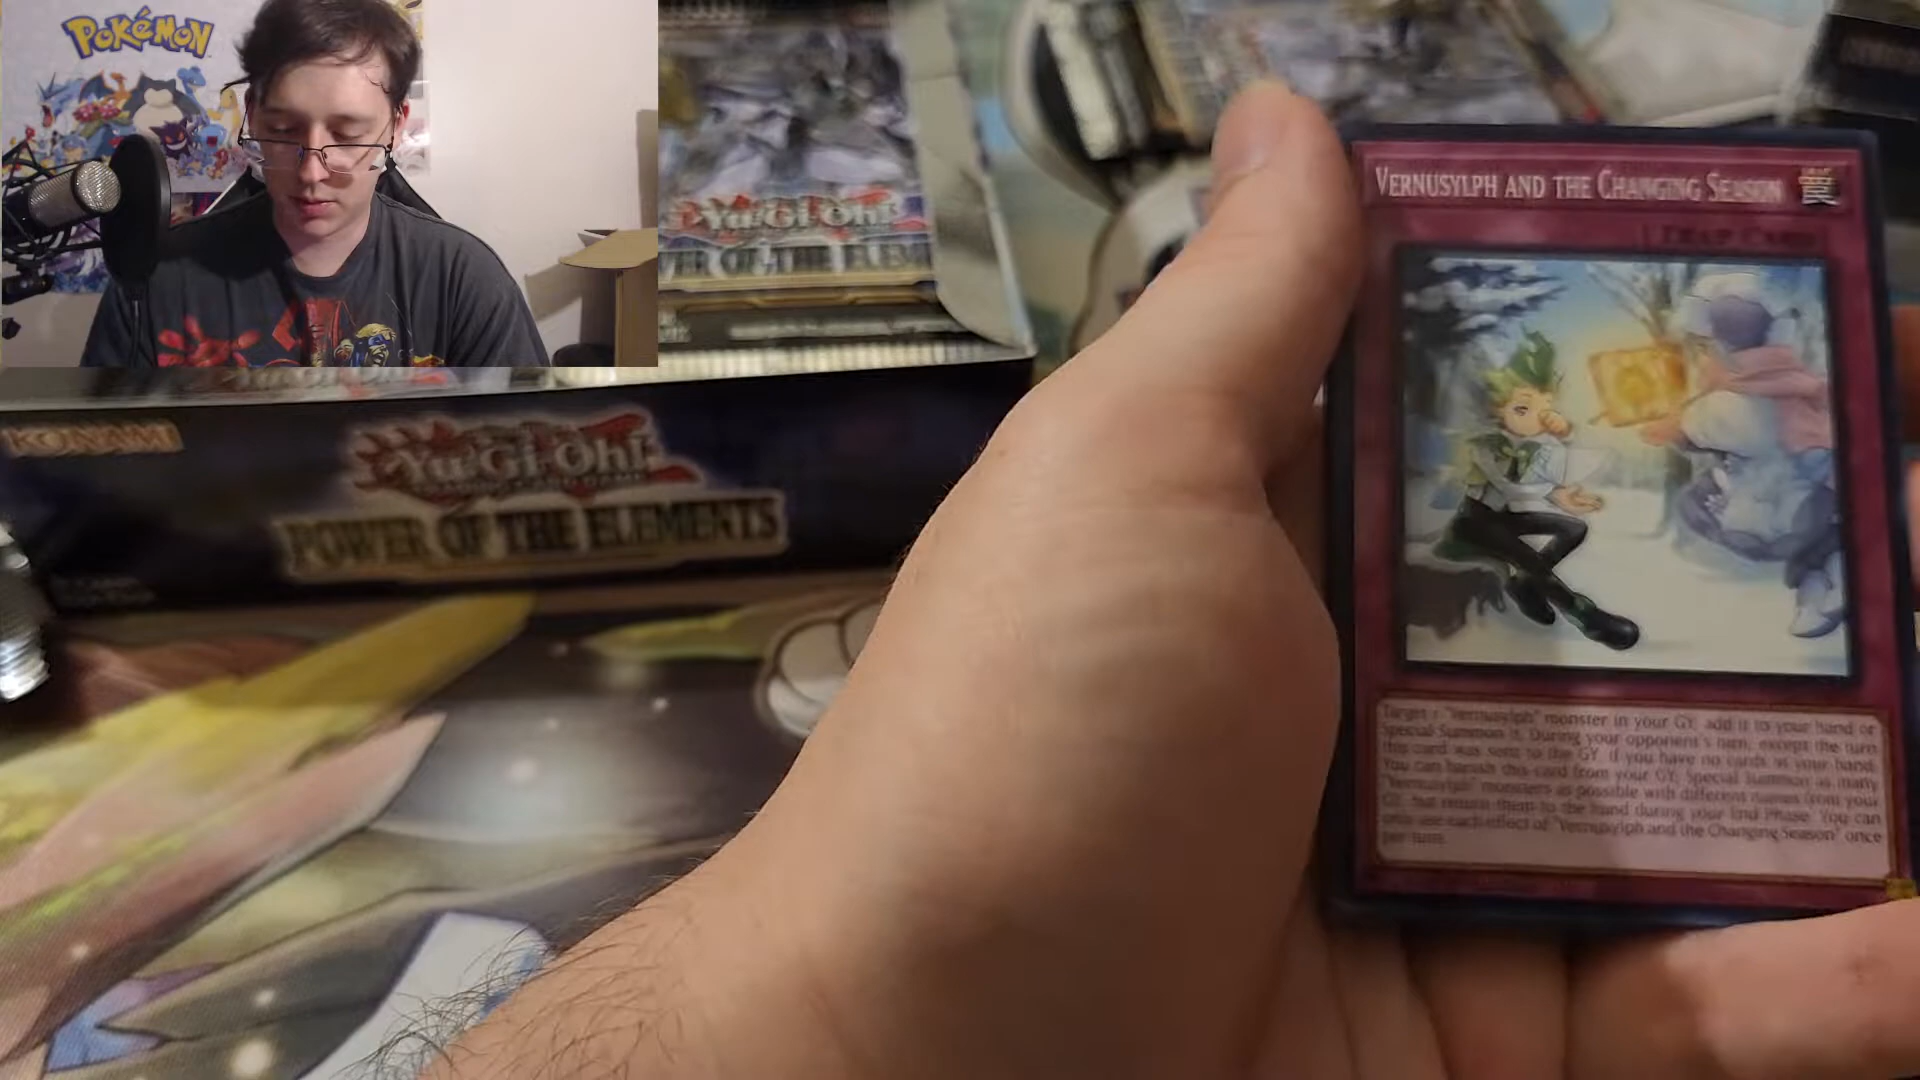 POKéMON
Yu-Gi-Oh!
KONAMI
Yu-Gi-Oh!
POWER OF THE ELEMENTS
VERNUSYLPH AND THE CHANGING SEASON 罠
TRAP CARD
Target 1 "Vernusylph" monster in your GY; add it to your hand or
Special Summon it. During your opponent's turn, except the turn
this card was sent to the GY, if you have no cards in your hand:
You can banish this card from your GY; Special Summon as many
"Vernusylph" monsters as possible with different names from your
GY, but return them to the hand during your End Phase. You can
only use each effect of "Vernusylph and the Changing Season" once
per turn.